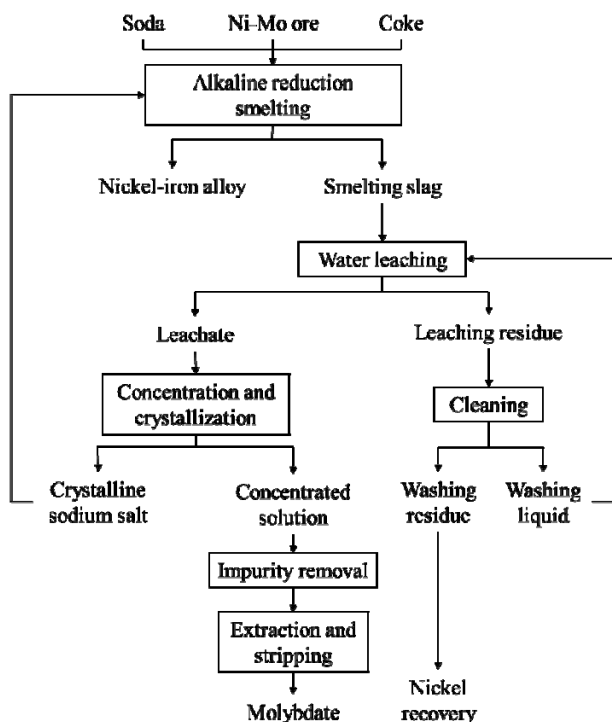 Soda Ni-Mo ore Coke
Alkaline reduction
smelting
Nickel-iron alloy Smelting slag
Water leaching
Leachate Leaching residue
Concentration and
crystallization
Cleaning
Crystalline
sodium salt
Concentrated
solution
Washing
residue
Washing
liquid
Impurity removal
Extraction and
stripping
Molybdate
Nickel
recovery